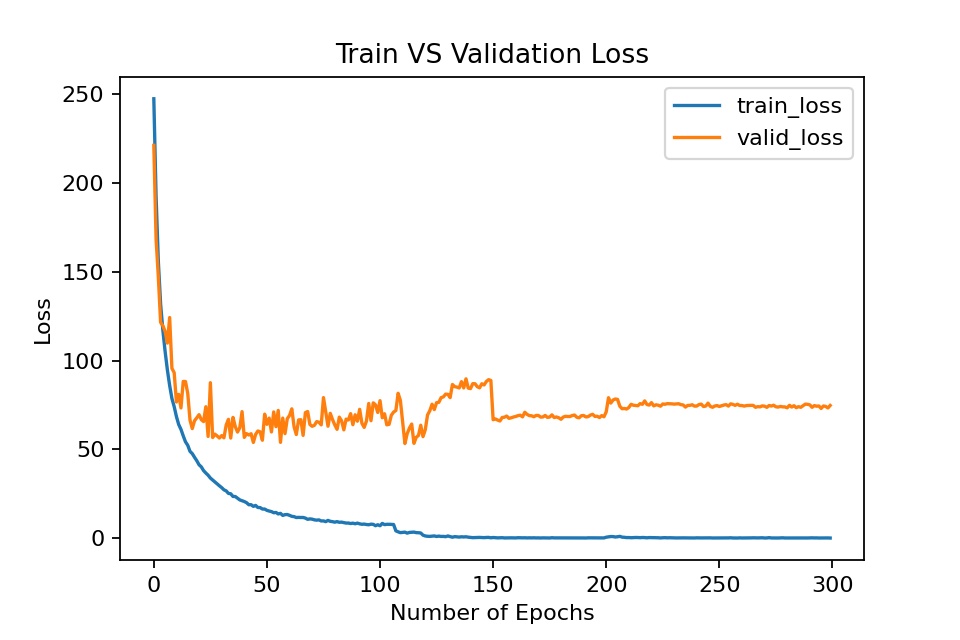 Train VS Validation Loss
train_loss
valid_loss
250
200
150
100
50
0
Loss
0 50 100 150 200 250 300
Number of Epochs